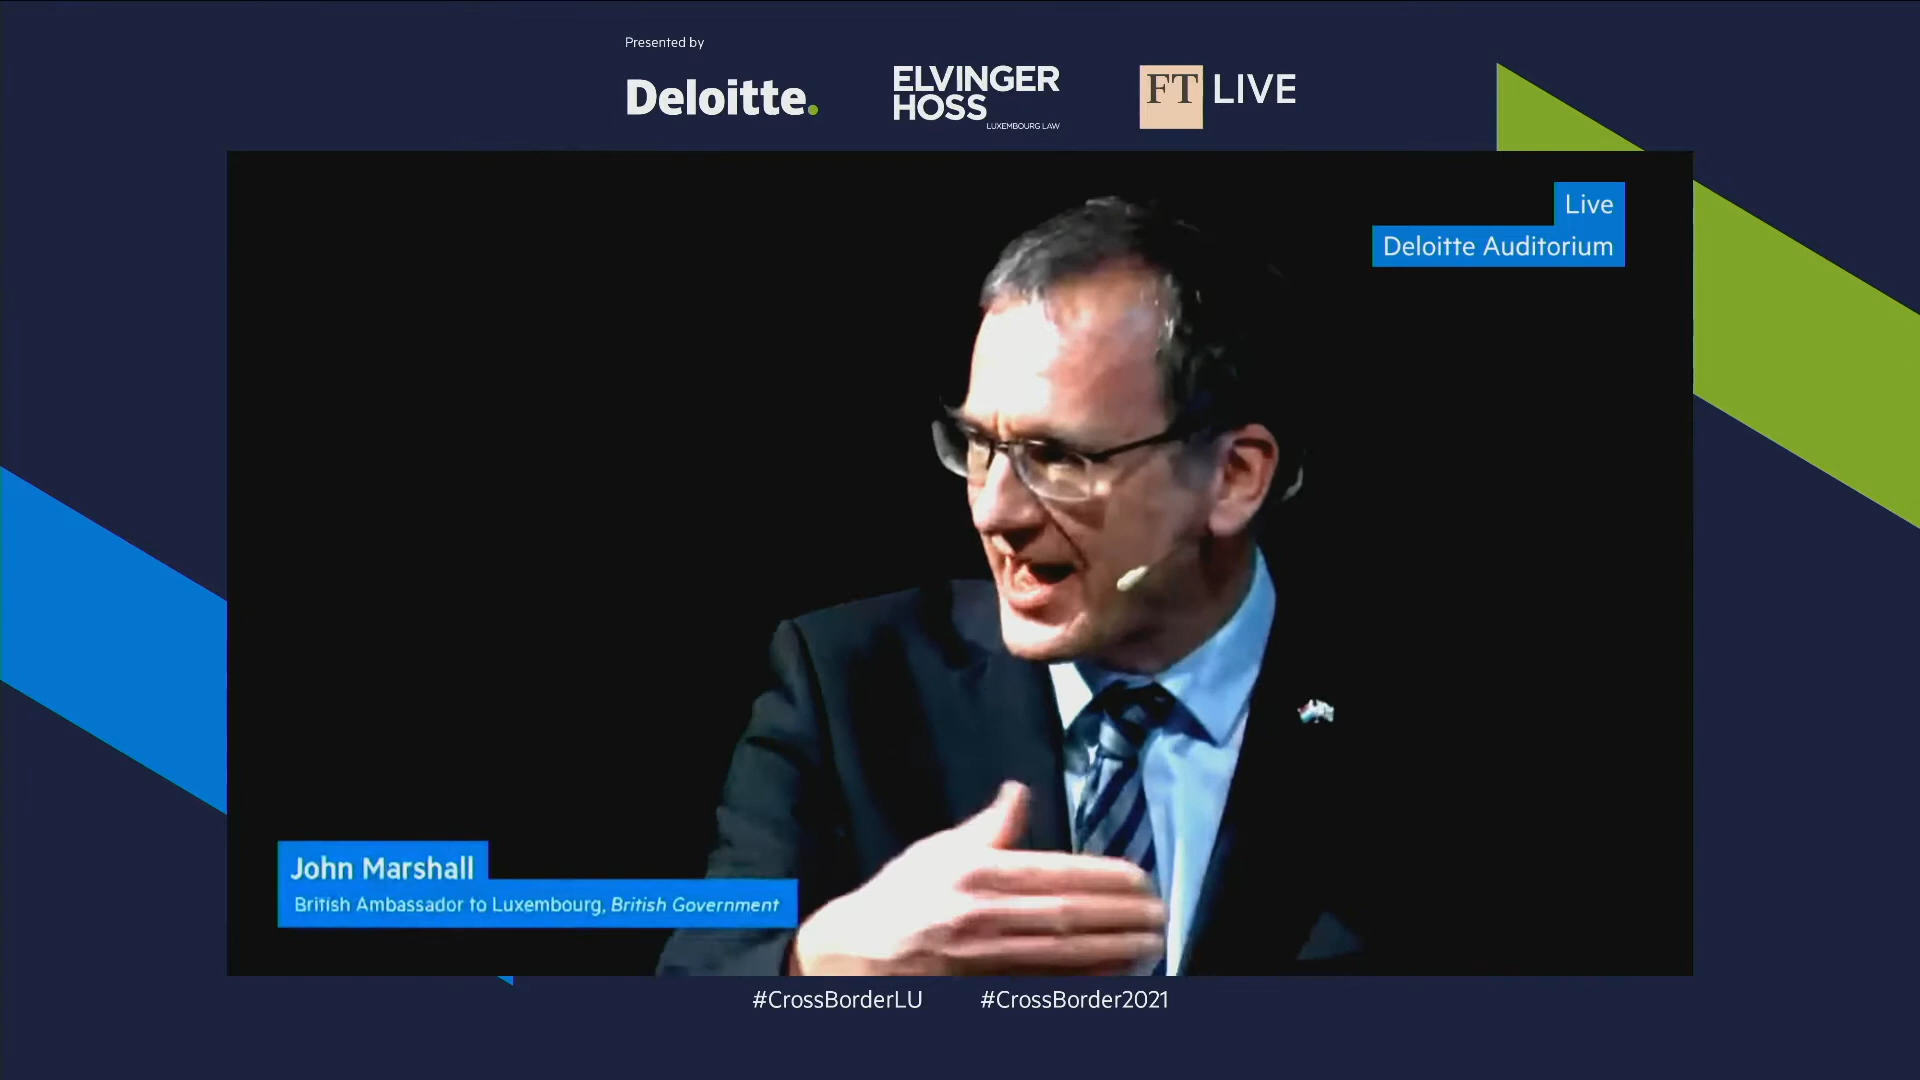 Presented by
Deloitte.
ELVINGER
HOSS
LUXEMBOURG LAW
FT LIVE
Live
Deloitte Auditorium
John Marshall
British Ambassador to Luxembourg, British Government
#CrossBorderLU #CrossBorder2021